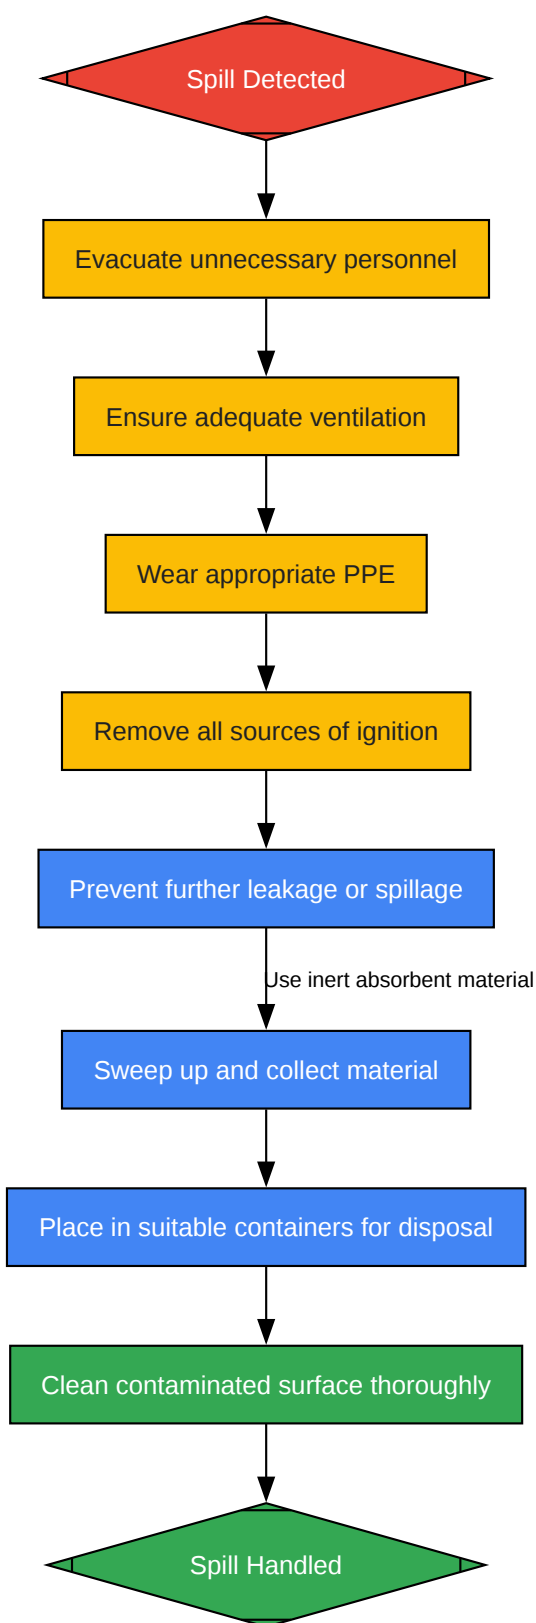 Spill Detected
Evacuate unnecessary personnel
Ensure adequate ventilation
Wear appropriate PPE
Remove all sources of ignition
Prevent further leakage or spillage
Use inert absorbent material
Sweep up and collect material
Place in suitable containers for disposal
Clean contaminated surface thoroughly
Spill Handled